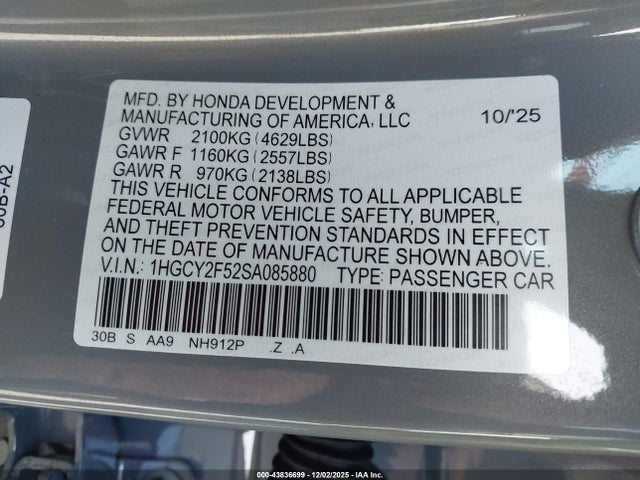 MFD. BY HONDA DEVELOPMENT &
MANUFACTURING OF AMERICA, LLC 10/'25
GVWR 2100KG (4629LBS)
GAWR F 1160KG (2557LBS)
GAWR R 970KG (2138LBS)
THIS VEHICLE CONFORMS TO ALL APPLICABLE
FEDERAL MOTOR VEHICLE SAFETY, BUMPER,
AND THEFT PREVENTION STANDARDS IN EFFECT
ON THE DATE OF MANUFACTURE SHOWN ABOVE.
V.I.N.: 1HGCY2F52SA085880 TYPE: PASSENGER CAR
30B S AA9 NH912P .Z .A
000-43836699 - 12/02/2025 - IAA Inc.